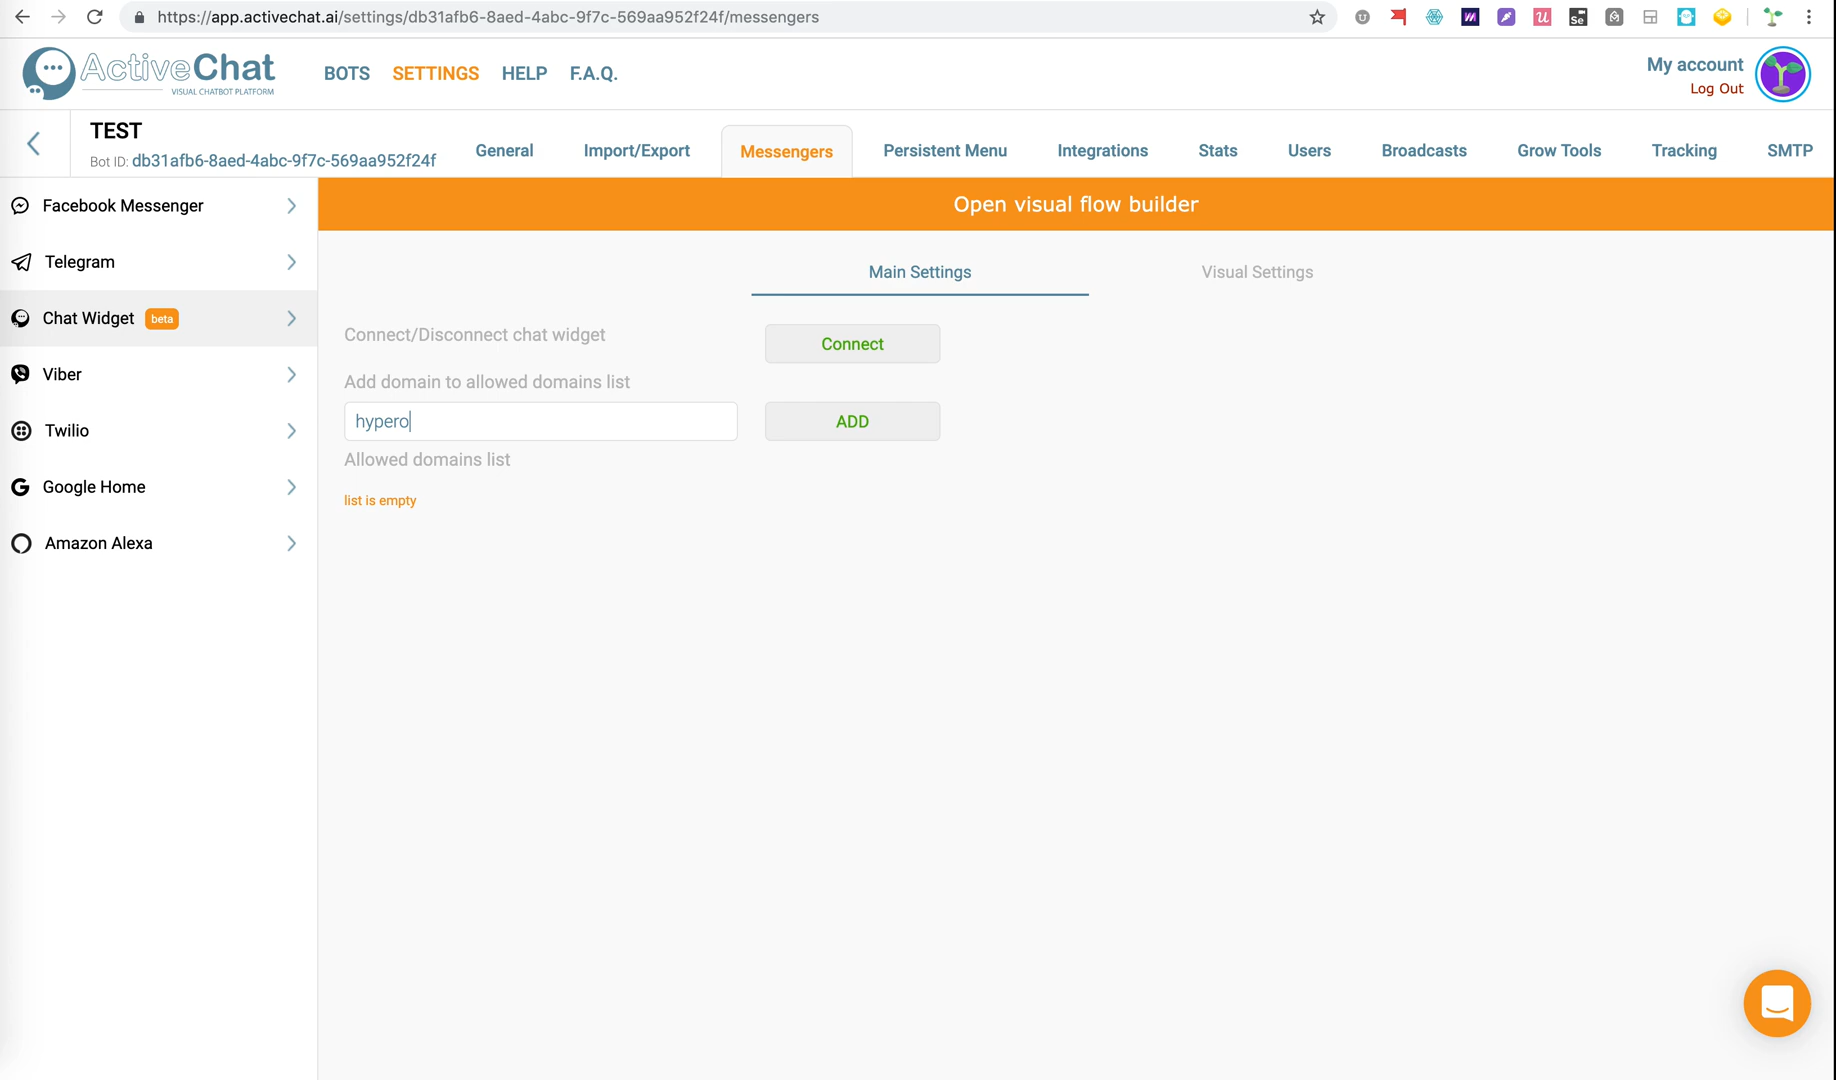 https://app.activechat.ai/settings/db31afb6-8aed-4abc-9f7c-569aa952f24f/messengers
ActiveChat
VISUAL CHATBOT PLATFORM
BOTS
SETTINGS
HELP
F.A.Q.
My account
Log Out
TEST
Bot ID: db31afb6-8aed-4abc-9f7c-569aa952f24f
General
Import/Export
Messengers
Persistent Menu
Integrations
Stats
Users
Broadcasts
Grow Tools
Tracking
SMTP
Facebook Messenger
Telegram
Chat Widget beta
Viber
Twilio
Google Home
Amazon Alexa
Open visual flow builder
Main Settings
Visual Settings
Connect/Disconnect chat widget
Connect
Add domain to allowed domains list
hypero
ADD
Allowed domains list
list is empty